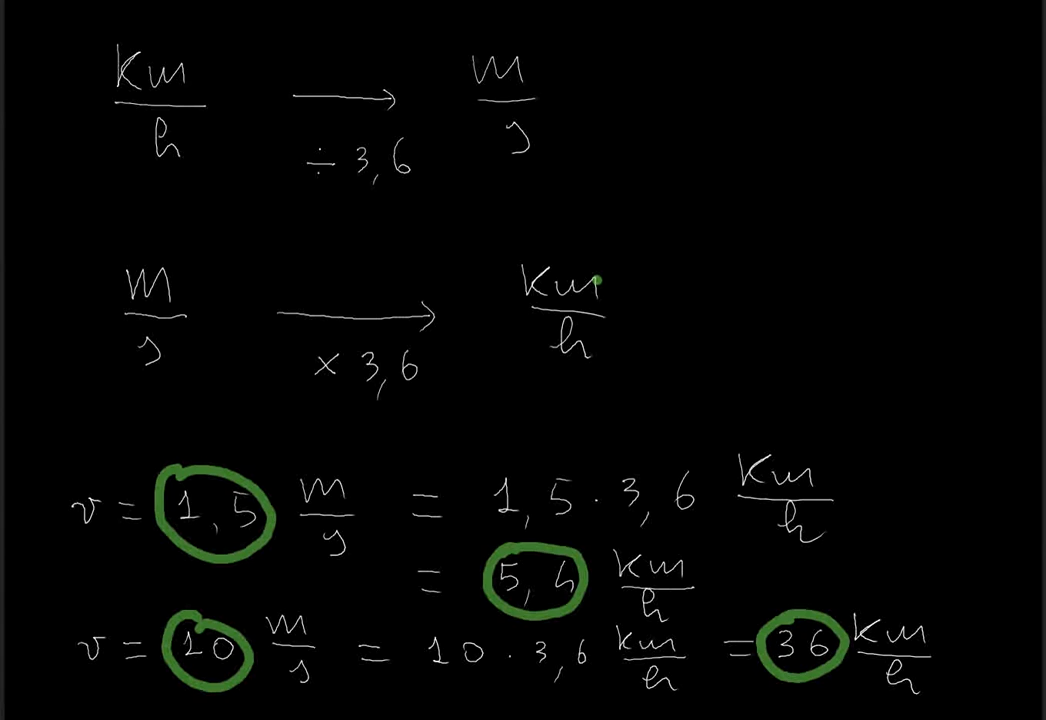 Km/h ⟶ m/s
÷ 3,6
m/s ⟶ Km/h
× 3,6
v = 1,5 m/s = 1,5 · 3,6 Km/h
= 5,4 Km/h
v = 10 m/s = 10 · 3,6 Km/h = 36 Km/h